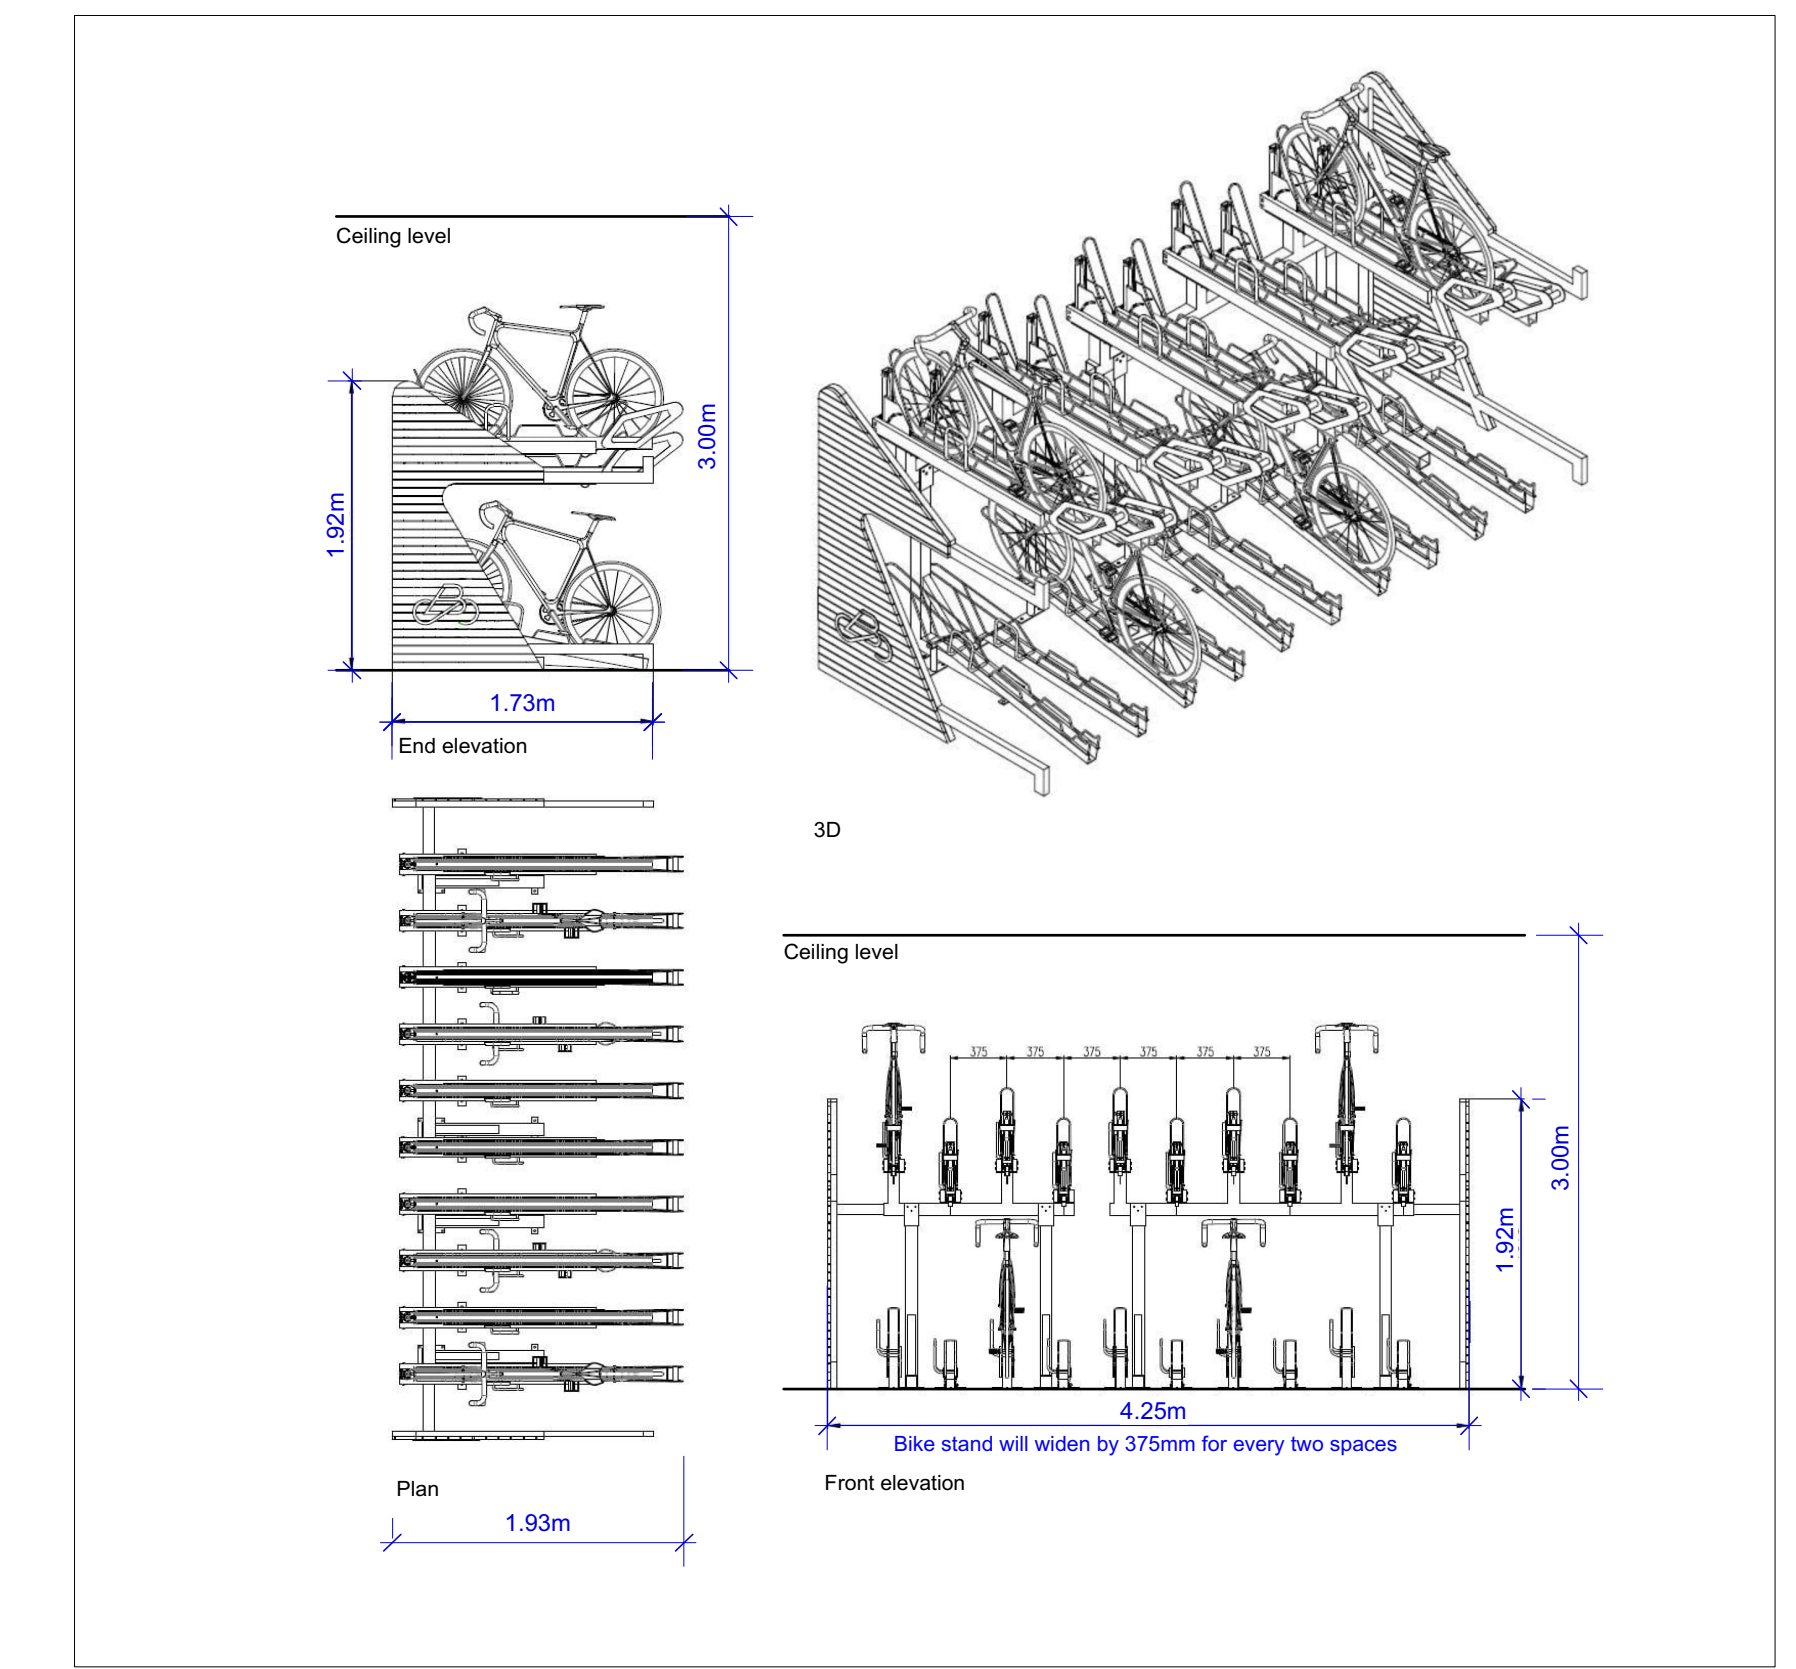 Ceiling level
3.00m
1.92m
1.73m
End elevation
3D
Ceiling level
375 375 375 375 375 375
3.00m
1.92m
4.25m
Bike stand will widen by 375mm for every two spaces
Front elevation
Plan
1.93m